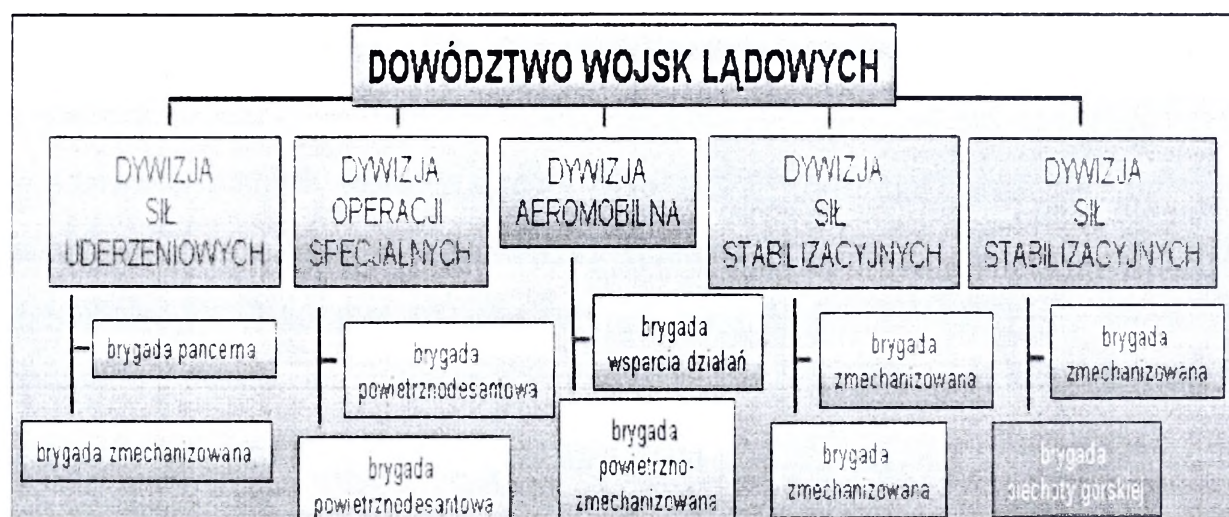 DOWÓDZTWO WOJSK LĄDOWYCH
DYWIZJA
SIŁ
UDERZENIOWYCH
DYWIZJA
OPERACJI
SPECJALNYCH
DYWIZJA
AEROMOBILNA
DYWIZJA
SIŁ
STABILIZACYJNYCH
DYWIZJA
SIŁ
STABILIZACYJNYCH
brygada pancerna
brygada zmechanizowana
brygada
powietrznodesantowa
brygada
powietrznodesantowa
brygada
wsparcia działań
brygada
powietrzno-
zmechanizowana
brygada
zmechanizowana
brygada
zmechanizowana
brygada
zmechanizowana
brygada
piechoty górskiej